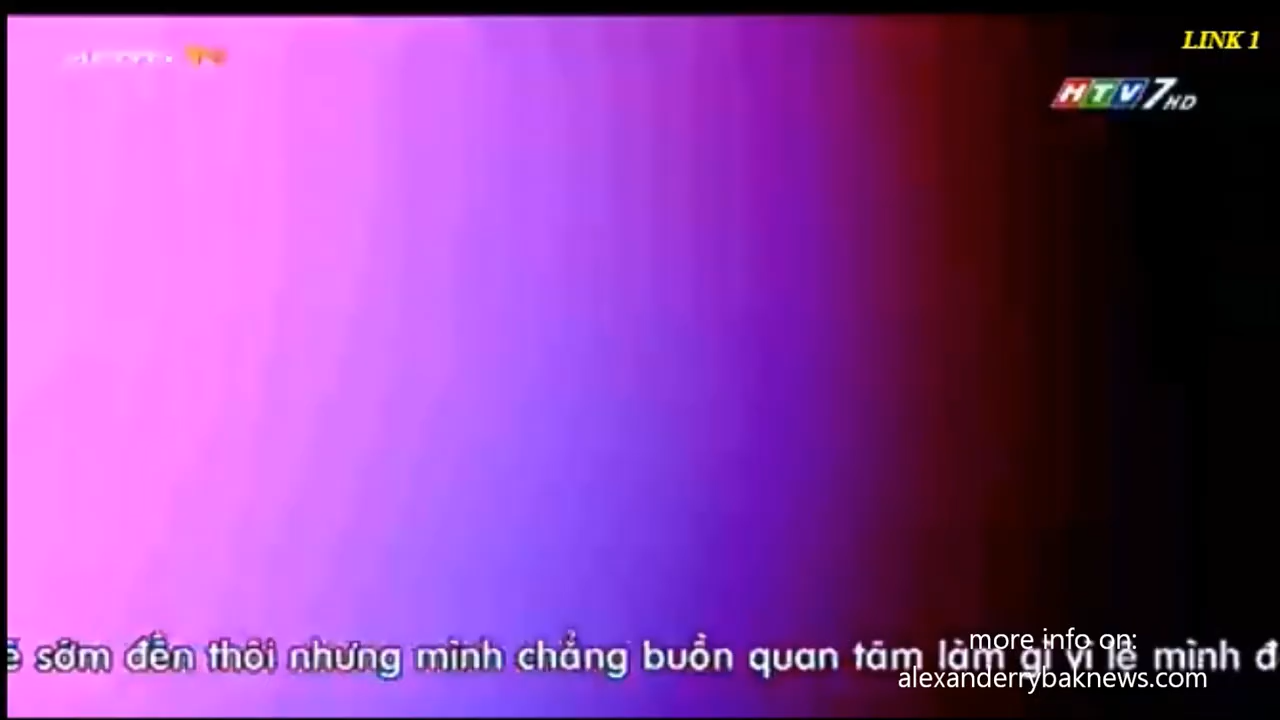 LINK 1
HTV7 HD
sớm đến thôi nhưng mình chẳng buồn quan tâm làm gì vì lẽ mình
more info on:
alexanderrybaknews.com